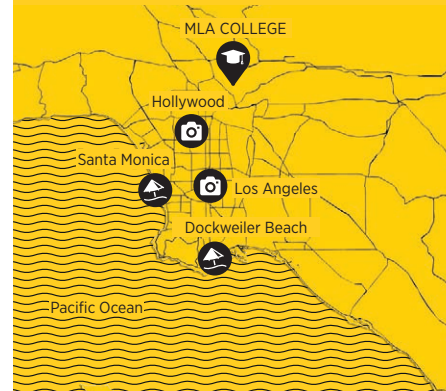 MLA COLLEGE
Hollywood
Santa Monica
Los Angeles
Dockweiler Beach
Pacific Ocean